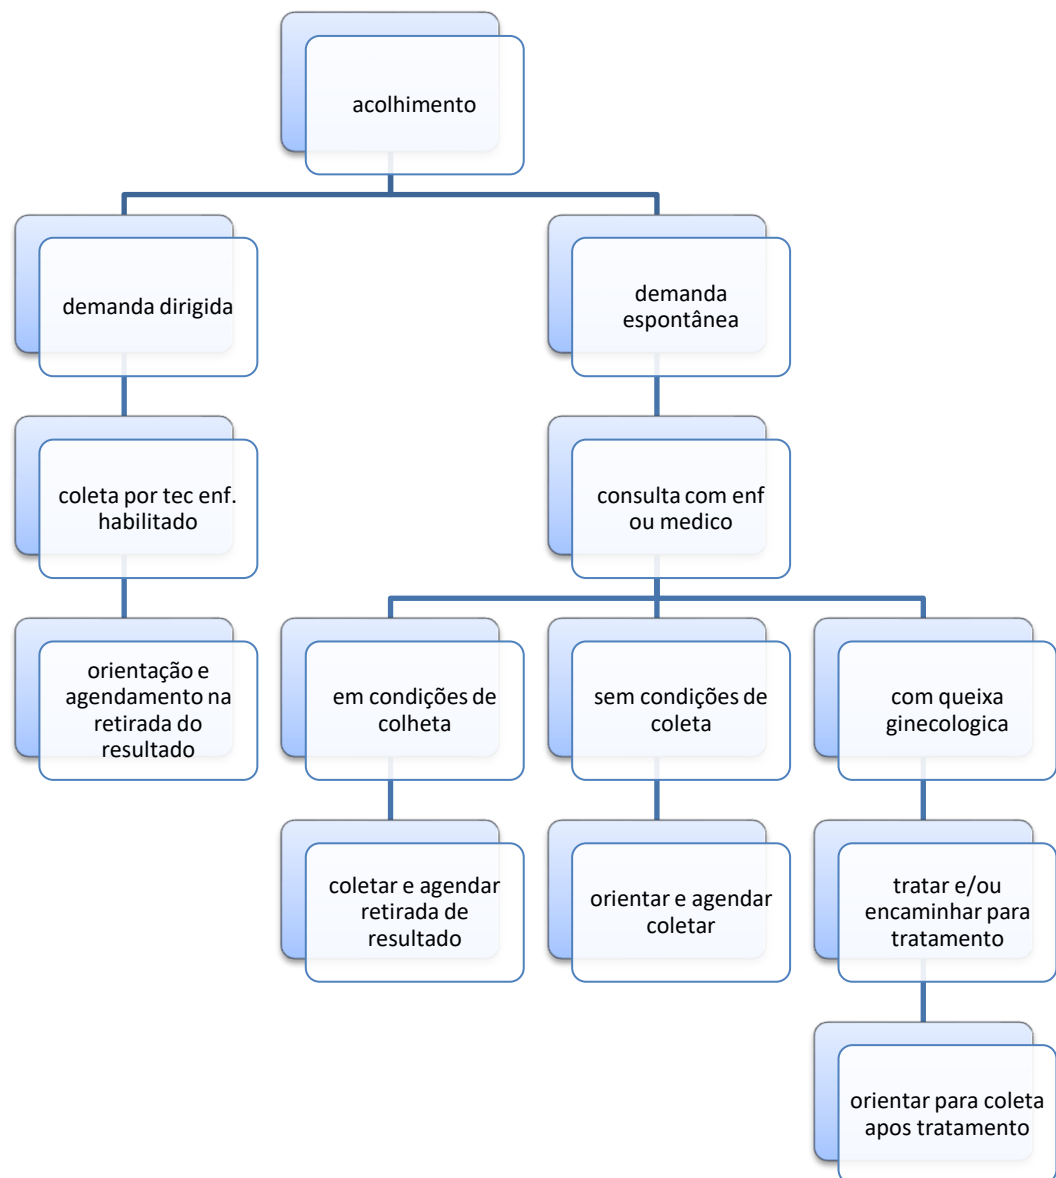 acolhimento
demanda dirigida
demanda
espontânea
coleta por tec enf.
habilitado
consulta com enf
ou medico
orientação e
agendamento na
retirada do
resultado
em condições de
colheta
sem condições de
coleta
com queixa
ginecologica
coletar e agendar
retirada de
resultado
orientar e agendar
coletar
tratar e/ou
encaminhar para
tratamento
orientar para coleta
apos tratamento